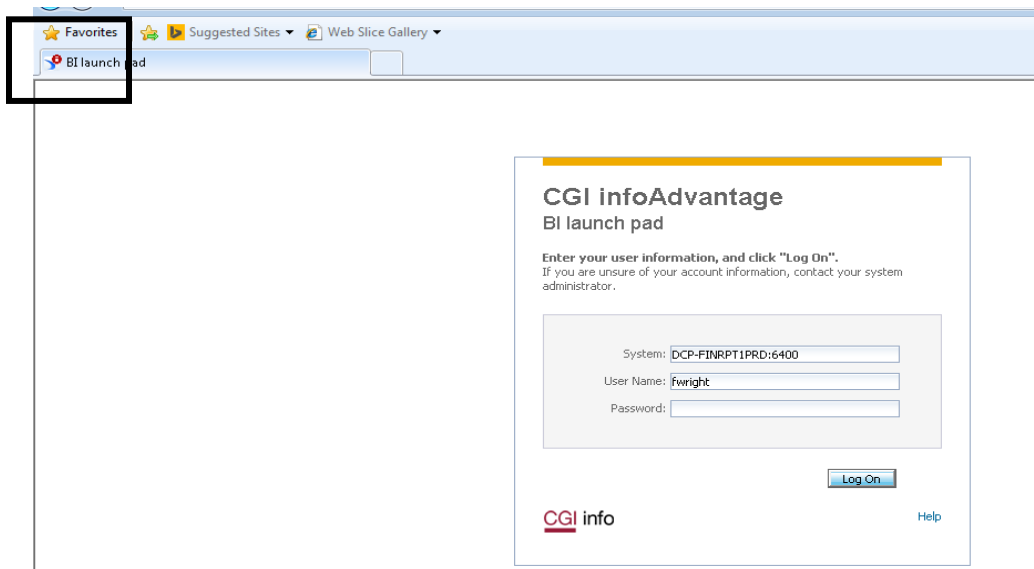 Favorites Suggested Sites Web Slice Gallery
BI launch pad
CGI infoAdvantage
BI launch pad
Enter your user information, and click "Log On".
If you are unsure of your account information, contact your system
administrator.
System: DCP-FINRPT1PRD:6400
User Name: fwright
Password:
Log On
CGI info Help